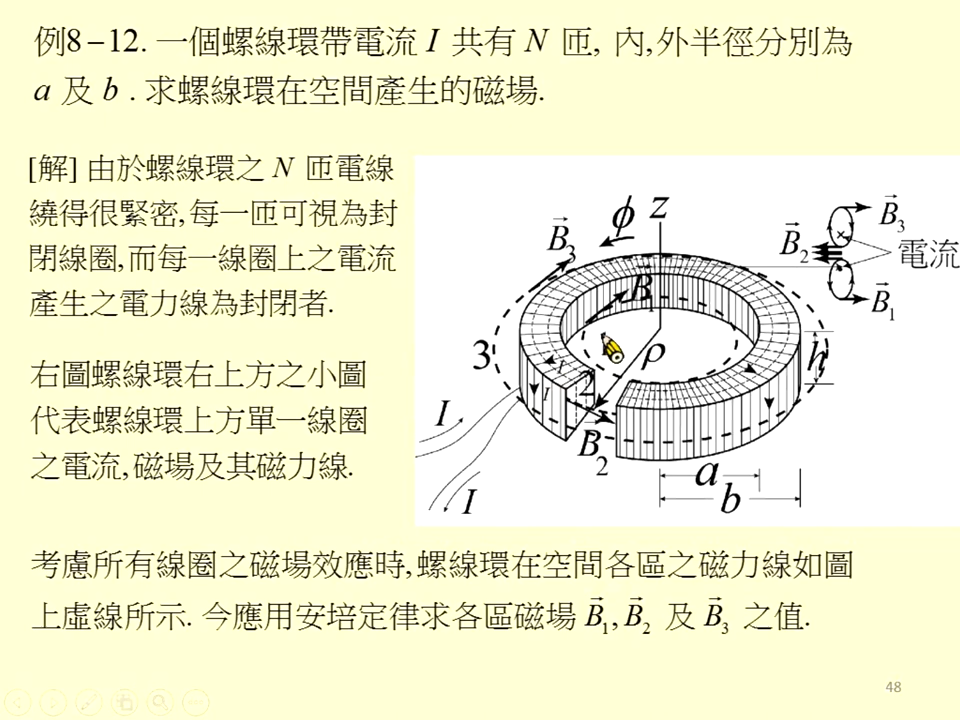 例8-12. 一個螺線環帶電流 I 共有 N 匝, 內,外半徑分別為
a 及 b . 求螺線環在空間產生的磁場.
[解] 由於螺線環之 N 匝電線
繞得很緊密, 每一匝可視為封
閉線圈,而每一線圈上之電流
產生之電力線為封閉者.
右圖螺線環右上方之小圖
代表螺線環上方單一線圈
之電流,磁場及其磁力線.
φ z
B⃗₃
B⃗₂
B⃗₃
電流
B⃗₁
B₁
3
ρ
h
2
I
I
I
B⃗₂
a
b
I
考慮所有線圈之磁場效應時,螺線環在空間各區之磁力線如圖
上虛線所示. 今應用安培定律求各區磁場 B⃗₁, B⃗₂ 及 B⃗₃ 之值.
48